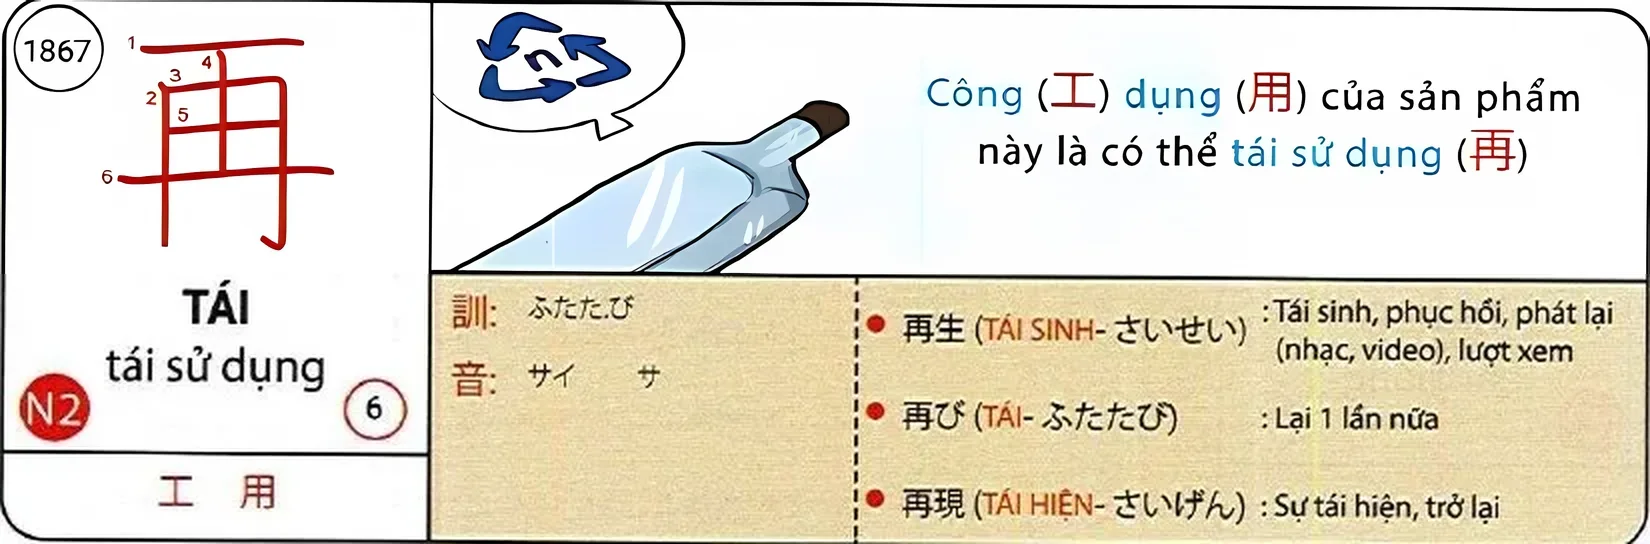 1867
1
2
3
4
5
6
再
TÁI
tái sử dụng
N2
6
工 用
n
Công (工) dụng (用) của sản phẩm
này là có thể tái sử dụng (再)
訓: ふたた.び
音: サイ サ
再生 (TÁI SINH- さいせい) : Tái sinh, phục hồi, phát lại
(nhạc, video), lượt xem
再び (TÁI- ふたたび) : Lại 1 lần nữa
再現 (TÁI HIỆN- さいげん) : Sự tái hiện, trở lại